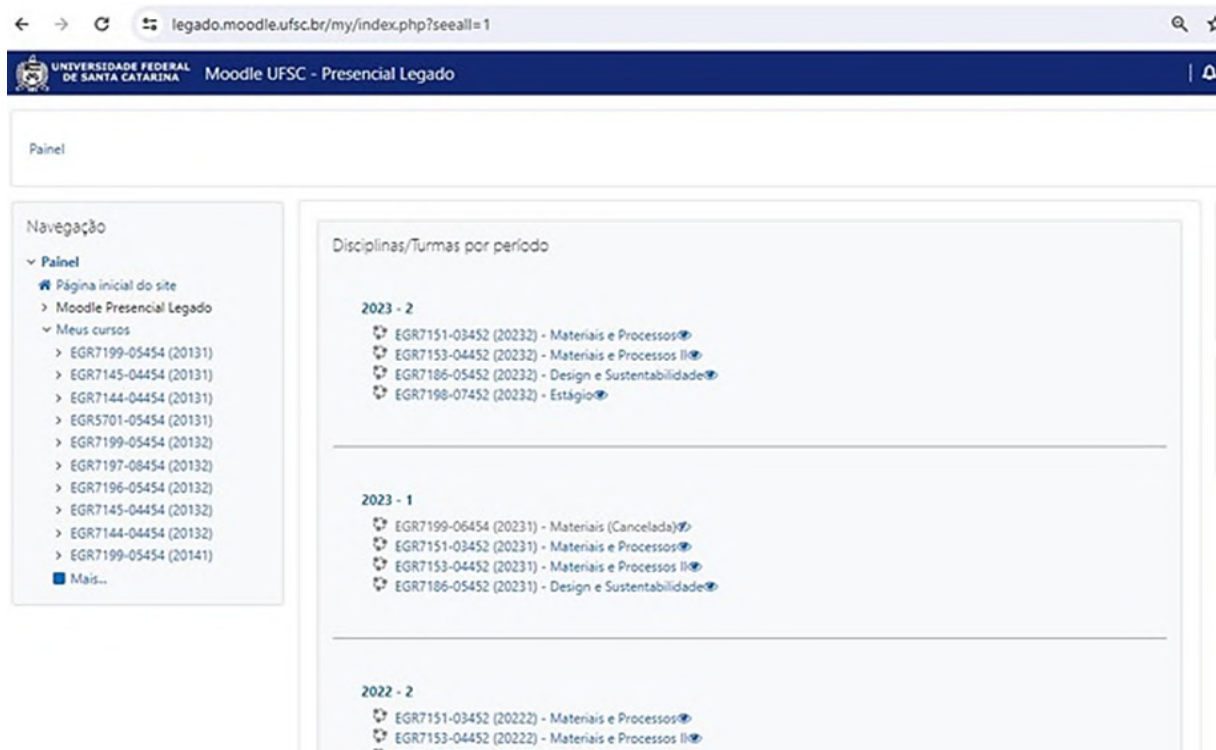 legado.moodle.ufsc.br/my/index.php?seeall=1
UNIVERSIDADE FEDERAL
DE SANTA CATARINA
Moodle UFSC - Presencial Legado
Painel
Navegação
Painel
Página inicial do site
Moodle Presencial Legado
Meus cursos
EGR7199-05454 (20131)
EGR7145-04454 (20131)
EGR7144-04454 (20131)
EGR5701-05454 (20131)
EGR7199-05454 (20132)
EGR7197-08454 (20132)
EGR7196-05454 (20132)
EGR7145-04454 (20132)
EGR7144-04454 (20132)
EGR7199-05454 (20141)
Mais...
Disciplinas/Turmas por período
2023 - 2
EGR7151-03452 (20232) - Materiais e Processos
EGR7153-04452 (20232) - Materiais e Processos II
EGR7186-05452 (20232) - Design e Sustentabilidade
EGR7198-07452 (20232) - Estágio
2023 - 1
EGR7199-06454 (20231) - Materiais (Cancelada)
EGR7151-03452 (20231) - Materiais e Processos
EGR7153-04452 (20231) - Materiais e Processos II
EGR7186-05452 (20231) - Design e Sustentabilidade
2022 - 2
EGR7151-03452 (20222) - Materiais e Processos
EGR7153-04452 (20222) - Materiais e Processos II